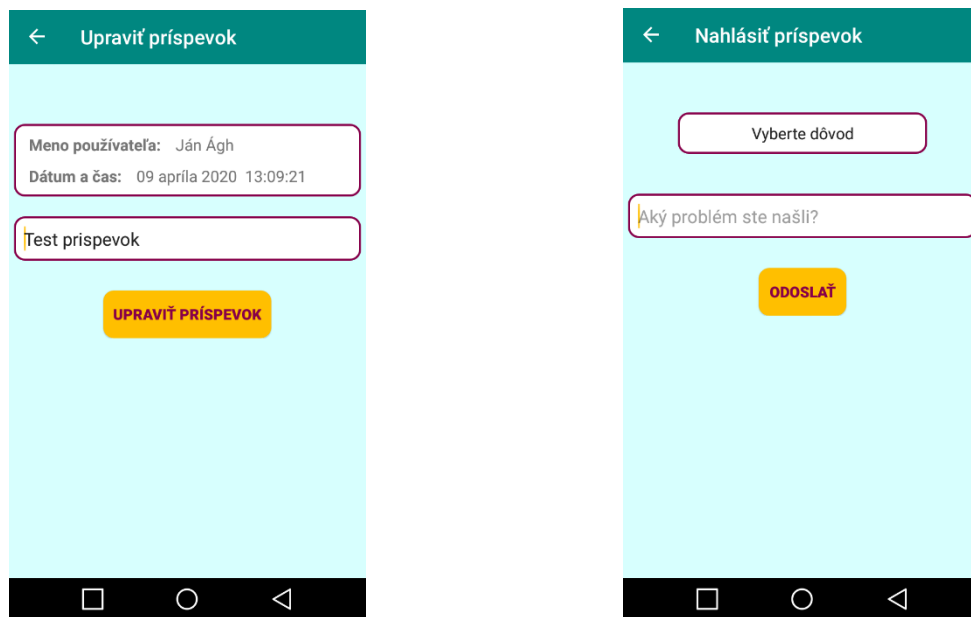 Upraviť príspevok
Meno používateľa: Ján Ágh
Dátum a čas: 09 apríla 2020 13:09:21
Test prispevok
UPRAVIŤ PRÍSPEVOK
Nahlásiť príspevok
Vyberte dôvod
Aký problém ste našli?
ODOSLAŤ